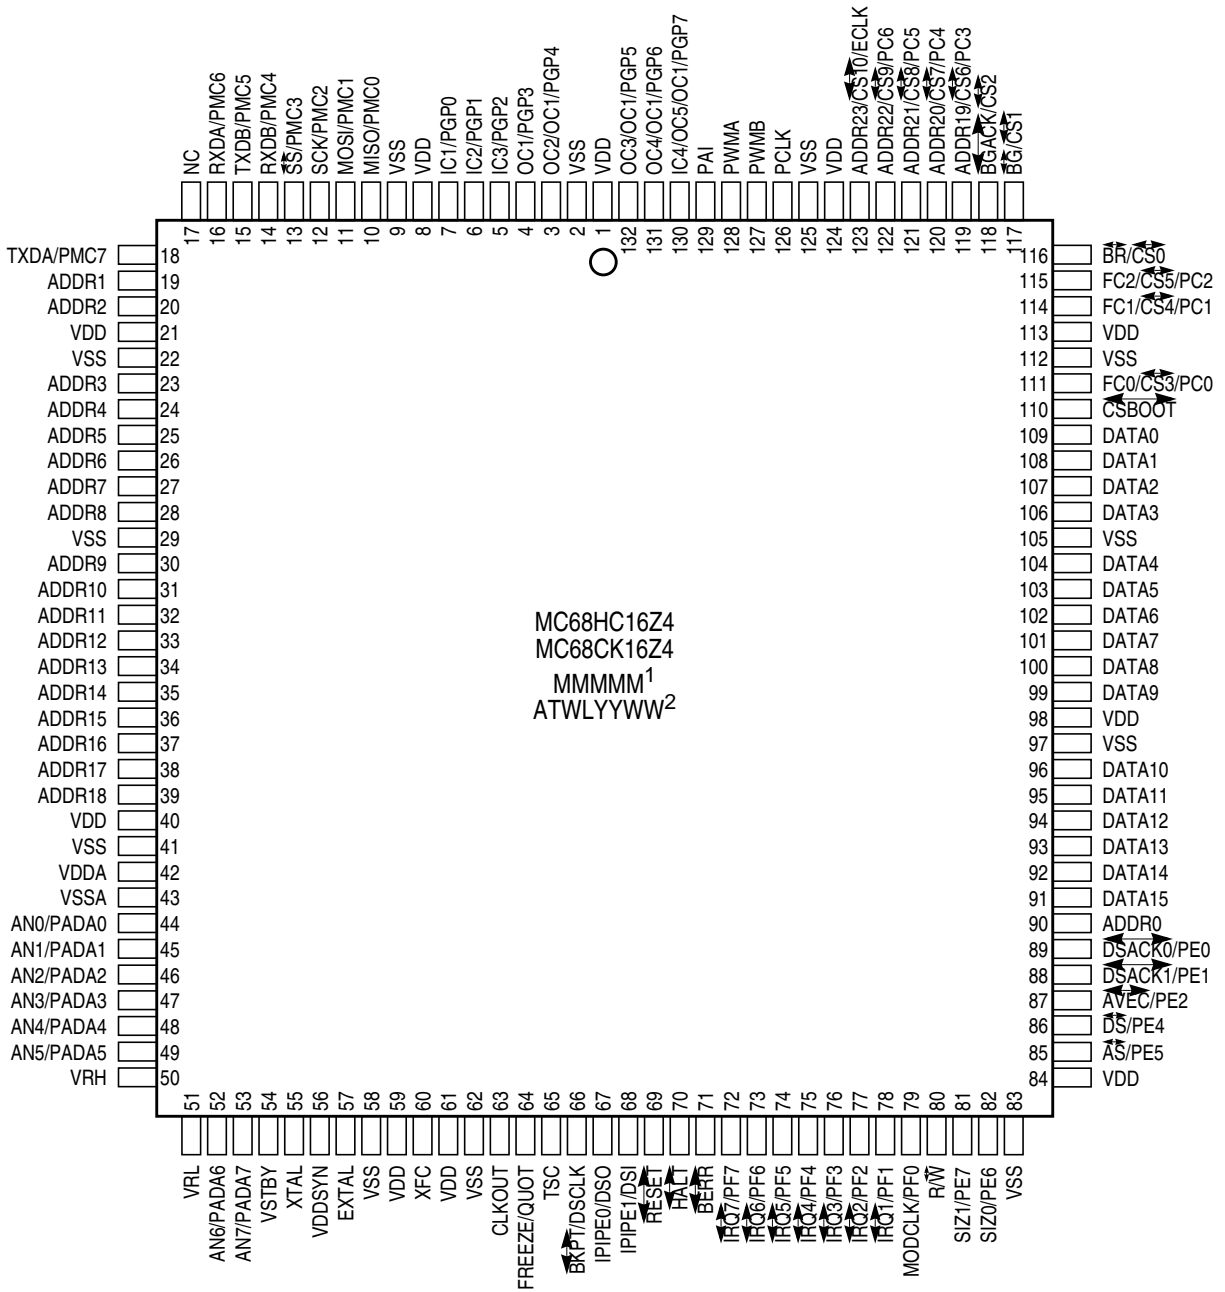 NC
RXDA/PMC6
TXDB/PMC5
RXDB/PMC4
SS/PMC3
SCK/PMC2
MOSI/PMC1
MISO/PMC0
VSS
VDD
IC1/PGP0
IC2/PGP1
IC3/PGP2
OC1/PGP3
OC2/OC1/PGP4
VSS
VDD
OC3/OC1/PGP5
OC4/OC1/PGP6
IC4/OC5/OC1/PGP7
PAI
PWMA
PWMB
PCLK
VSS
VDD
ADDR23/CS10/ECLK
ADDR22/CS9/PC6
ADDR21/CS8/PC5
ADDR20/CS7/PC4
ADDR19/CS6/PC3
BGACK/CS2
BG/CS1
17 16 15 14 13 12 11 10 9 8 7 6 5 4 3 2 1 132 131 130 129 128 127 126 125 124 123 122 121 120 119 118 117
TXDA/PMC7 18
ADDR1 19
ADDR2 20
VDD 21
VSS 22
ADDR3 23
ADDR4 24
ADDR5 25
ADDR6 26
ADDR7 27
ADDR8 28
VSS 29
ADDR9 30
ADDR10 31
ADDR11 32
ADDR12 33
ADDR13 34
ADDR14 35
ADDR15 36
ADDR16 37
ADDR17 38
ADDR18 39
VDD 40
VSS 41
VDDA 42
VSSA 43
AN0/PADA0 44
AN1/PADA1 45
AN2/PADA2 46
AN3/PADA3 47
AN4/PADA4 48
AN5/PADA5 49
VRH 50
MC68HC16Z4
MC68CK16Z4
MMMMM1
ATWLYYWW2
116 BR/CS0
115 FC2/CS5/PC2
114 FC1/CS4/PC1
113 VDD
112 VSS
111 FC0/CS3/PC0
110 CSBOOT
109 DATA0
108 DATA1
107 DATA2
106 DATA3
105 VSS
104 DATA4
103 DATA5
102 DATA6
101 DATA7
100 DATA8
99 DATA9
98 VDD
97 VSS
96 DATA10
95 DATA11
94 DATA12
93 DATA13
92 DATA14
91 DATA15
90 ADDR0
89 DSACK0/PE0
88 DSACK1/PE1
87 AVEC/PE2
86 DS/PE4
85 AS/PE5
84 VDD
51 52 53 54 55 56 57 58 59 60 61 62 63 64 65 66 67 68 69 70 71 72 73 74 75 76 77 78 79 80 81 82 83
VRL
AN6/PADA6
AN7/PADA7
VSTBY
XTAL
VDDSYN
EXTAL
VSS
VDD
XFC
VDD
VSS
CLKOUT
FREEZE/QUOT
TSC
BKPT/DSCLK
IPIPE0/DSO
IPIPE1/DSI
RESET
HALT
BERR
IRQ7/PF7
IRQ6/PF6
IRQ5/PF5
IRQ4/PF4
IRQ3/PF3
IRQ2/PF2
IRQ1/PF1
MODCLK/PF0
R/W
SIZ1/PE7
SIZ0/PE6
VSS